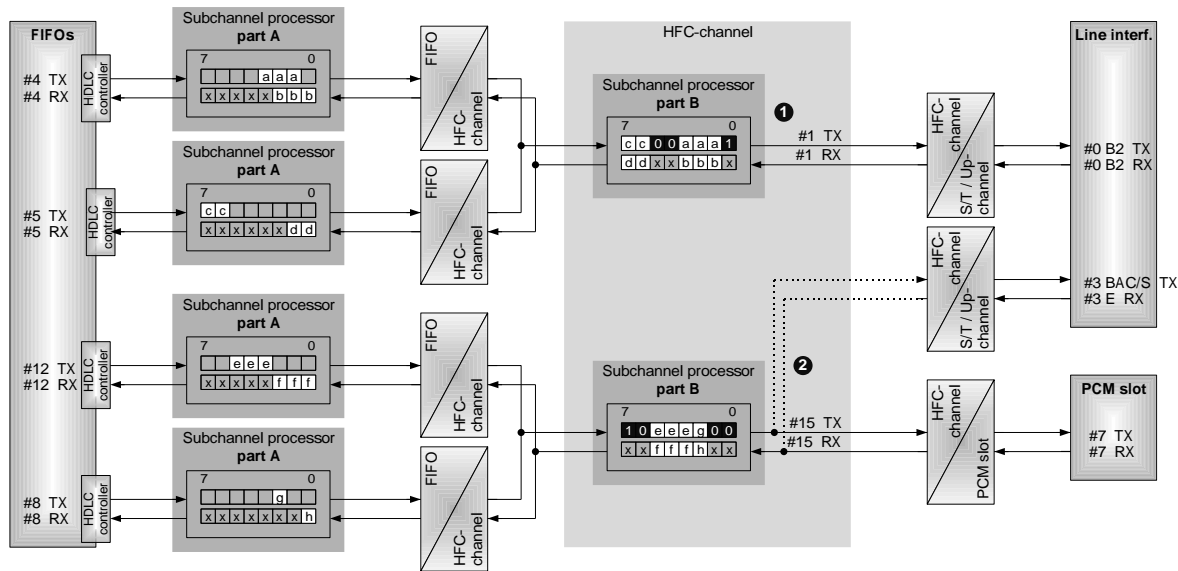 FIFOs
#4 TX
#4 RX
HDLC controller
Subchannel processor
part A
7 0
a a a
x x x x x b b b
FIFO
HFC-channel
#5 TX
#5 RX
HDLC controller
Subchannel processor
part A
7 0
c c
x x x x x x d d
FIFO
HFC-channel
#12 TX
#12 RX
HDLC controller
Subchannel processor
part A
7 0
e e e
x x x x x f f f
FIFO
HFC-channel
#8 TX
#8 RX
HDLC controller
Subchannel processor
part A
7 0
g
x x x x x x x h
FIFO
HFC-channel
HFC-channel
Subchannel processor
part B
7 0
c c 0 0 a a a 1
d d x x b b b x
1
#1 TX
#1 RX
Subchannel processor
part B
7 0
1 0 e e e g 0 0
x x f f f h x x
2
#15 TX
#15 RX
HFC-channel
S/T / Up-channel
HFC-channel
S/T / Up-channel
HFC-channel
PCM slot
Line interf.
#0 B2 TX
#0 B2 RX
#3 BAC/S TX
#3 E RX
PCM slot
#7 TX
#7 RX